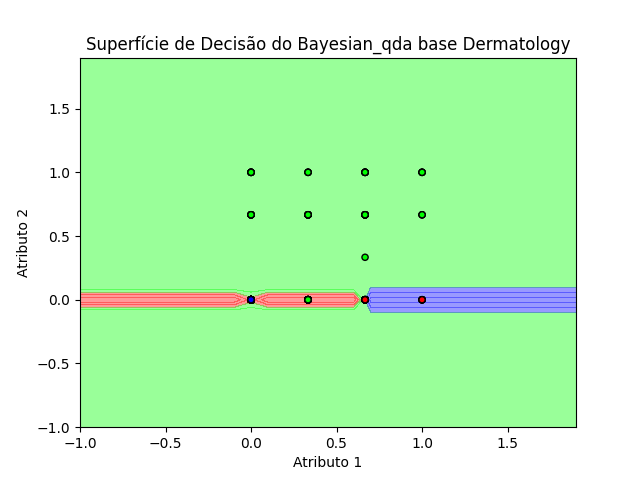 Superfície de Decisão do Bayesian_qda base Dermatology
1.5
1.0
0.5
0.0
−0.5
−1.0
Atributo 2
−1.0 −0.5 0.0 0.5 1.0 1.5
Atributo 1